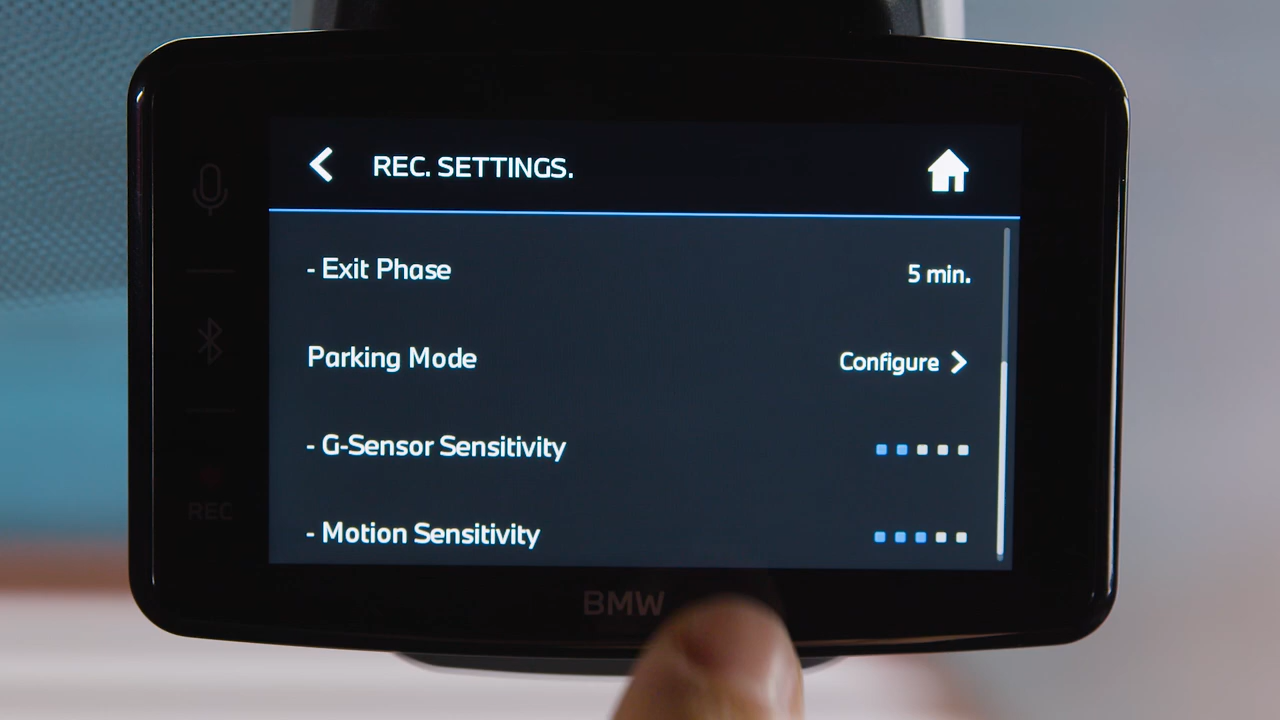 REC. SETTINGS.
- Exit Phase 5 min.
Parking Mode Configure
- G-Sensor Sensitivity
- Motion Sensitivity
REC
BMW